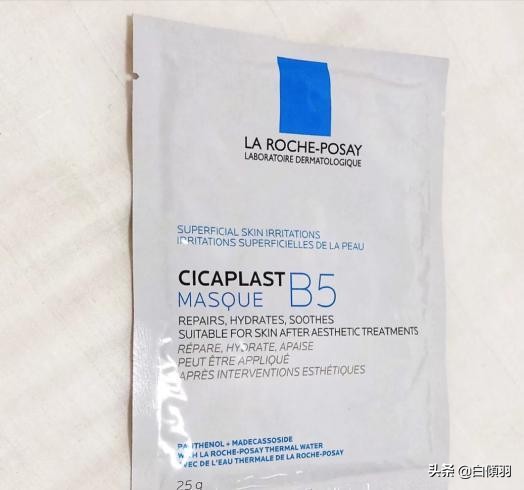 LA ROCHE-POSAY
LABORATOIRE DERMATOLOGIQUE
SUPERFICIAL SKIN IRRITATIONS
IRRITATIONS SUPERFICIELLES DE LA PEAU
CICAPLAST
MASQUE B5
REPAIRS, HYDRATES, SOOTHES
SUITABLE FOR SKIN AFTER AESTHETIC TREATMENTS
RÉPARE, HYDRATE, APAISE
PEUT ÊTRE APPLIQUÉ
APRÈS INTERVENTIONS ESTHÉTIQUES
PANTHENOL + MADECASSOSIDE
WITH LA ROCHE-POSAY THERMAL WATER
AVEC DE L'EAU THERMALE DE LA ROCHE-POSAY
25 g
头条 @白傾羽